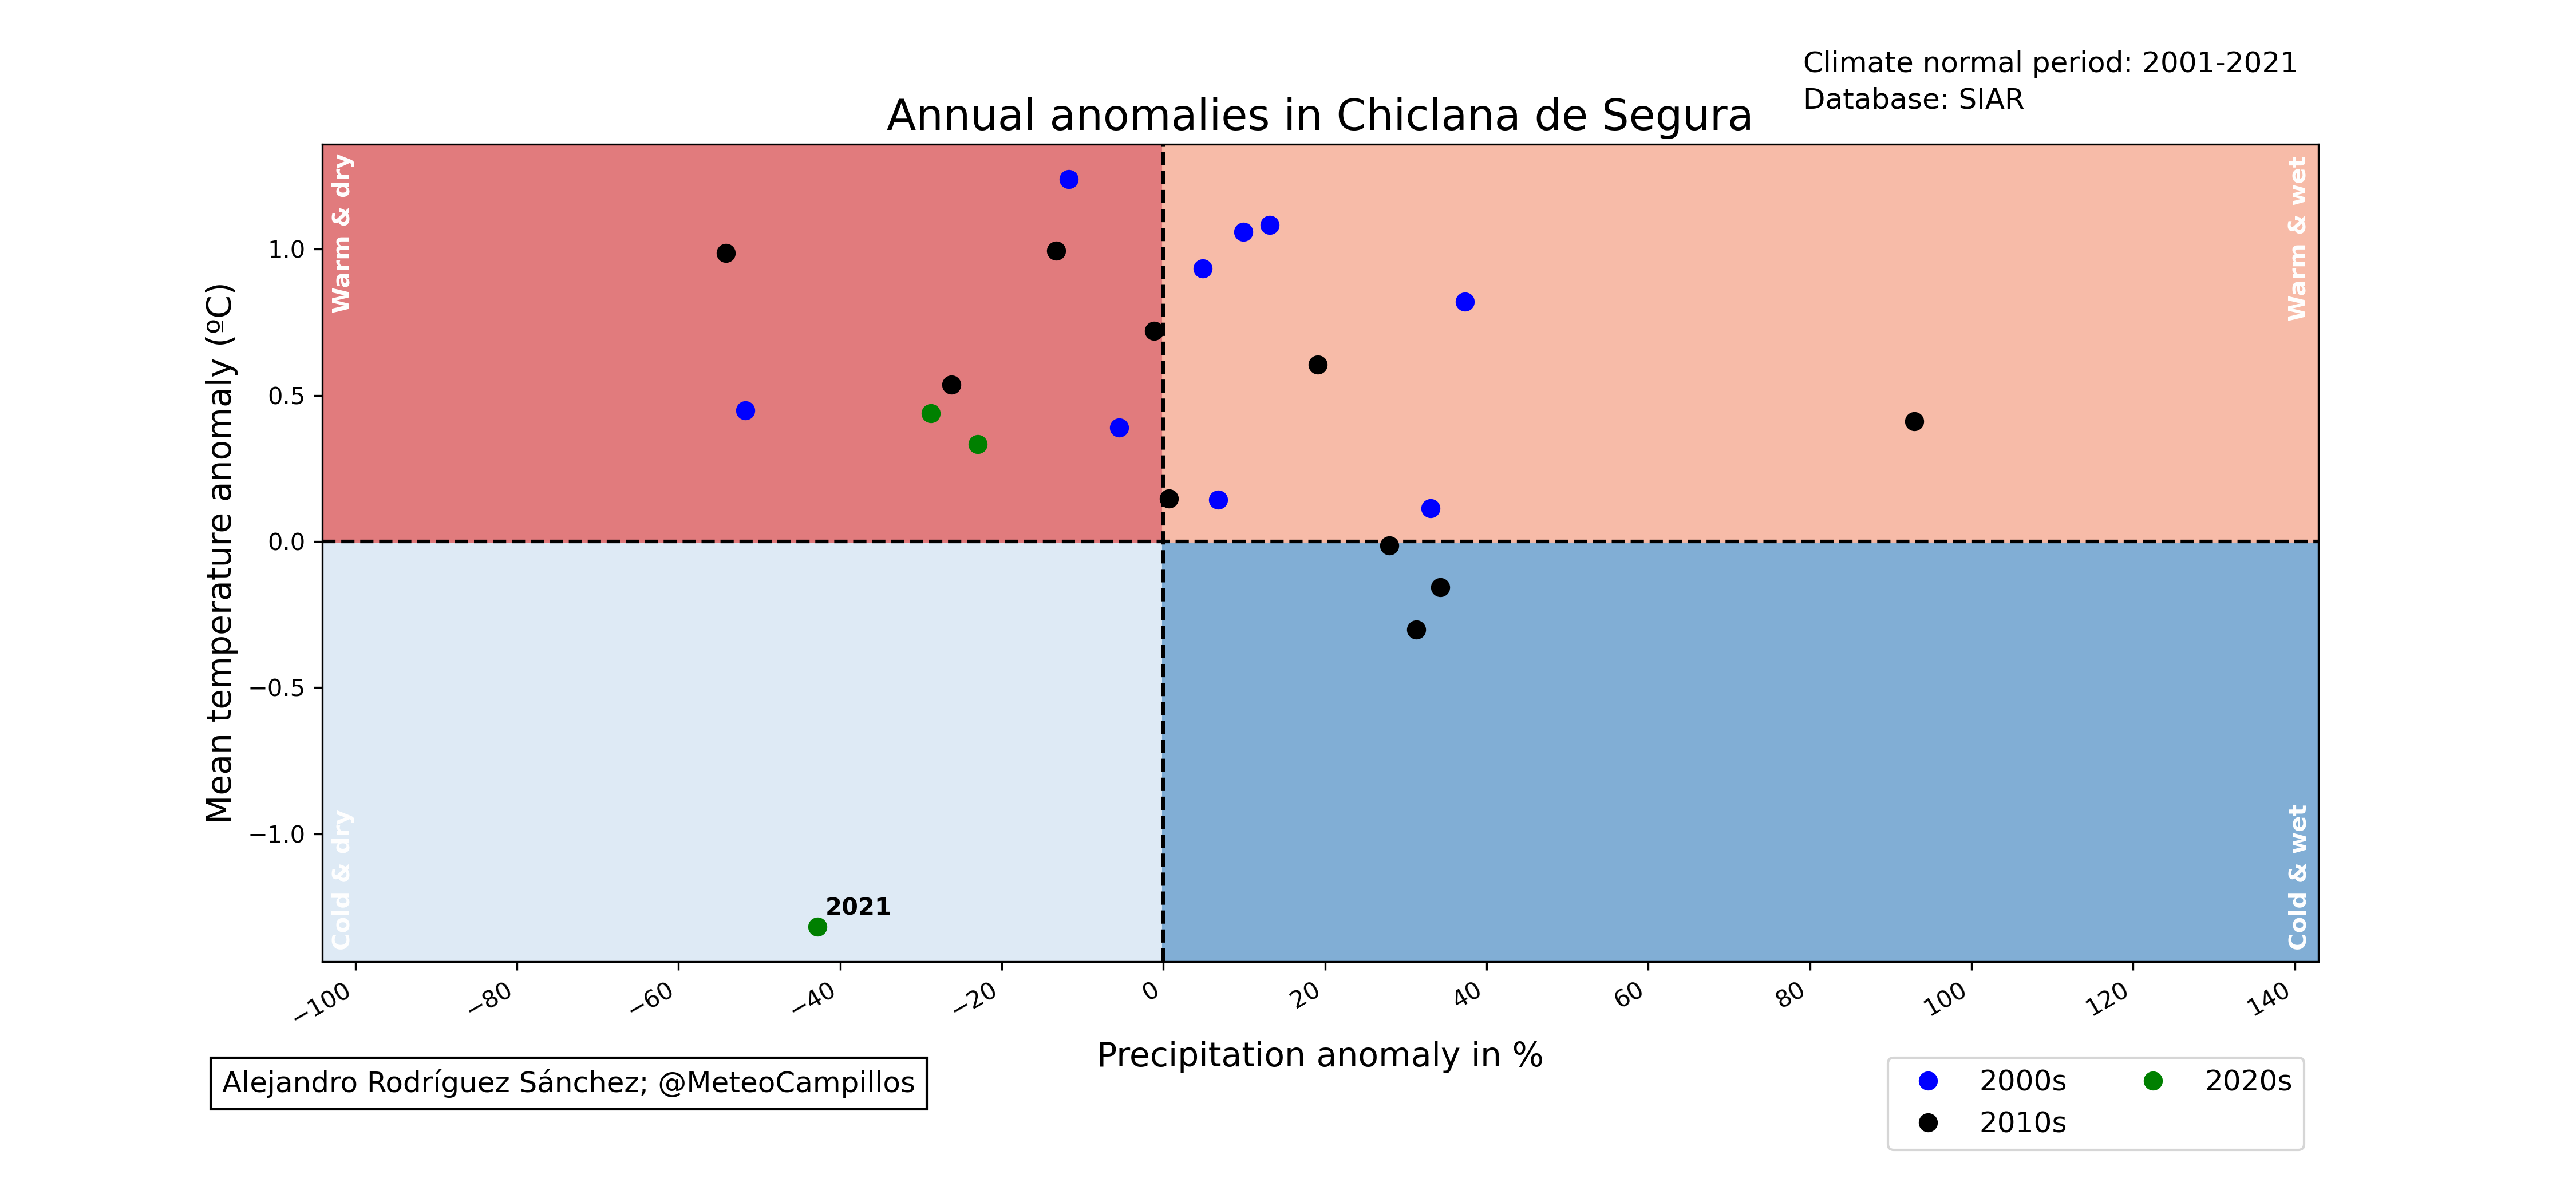 Climate normal period: 2001-2021
Database: SIAR
Annual anomalies in Chiclana de Segura
Warm & dry
Warm & wet
Mean temperature anomaly (ºC)
1.0
0.5
0.0
−0.5
−1.0
Cold & dry
2021
Cold & wet
−100
−80
−60
−40
−20
0
20
40
60
80
100
120
140
Precipitation anomaly in %
Alejandro Rodríguez Sánchez; @MeteoCampillos
2000s
2010s
2020s